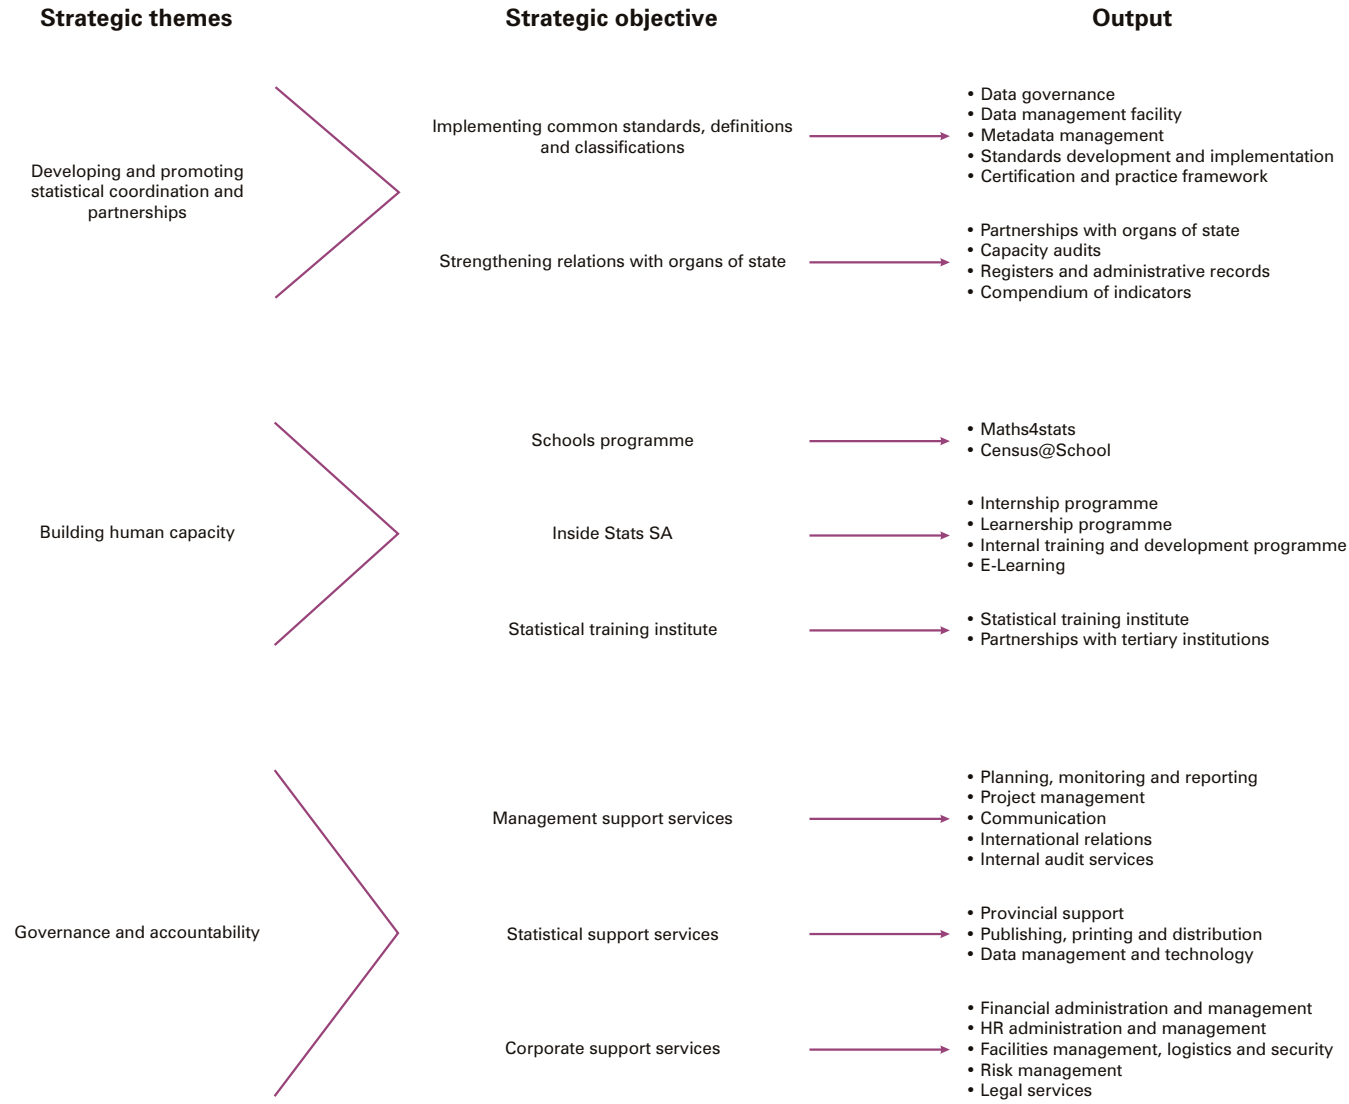 Strategic themes
Strategic objective
Output
Developing and promoting
statistical coordination and
partnerships
Implementing common standards, definitions
and classifications
• Data governance
• Data management facility
• Metadata management
• Standards development and implementation
• Certification and practice framework
Strengthening relations with organs of state
• Partnerships with organs of state
• Capacity audits
• Registers and administrative records
• Compendium of indicators
Building human capacity
Schools programme
• Maths4stats
• Census@School
Inside Stats SA
• Internship programme
• Learnership programme
• Internal training and development programme
• E-Learning
Statistical training institute
• Statistical training institute
• Partnerships with tertiary institutions
Governance and accountability
Management support services
• Planning, monitoring and reporting
• Project management
• Communication
• International relations
• Internal audit services
Statistical support services
• Provincial support
• Publishing, printing and distribution
• Data management and technology
Corporate support services
• Financial administration and management
• HR administration and management
• Facilities management, logistics and security
• Risk management
• Legal services